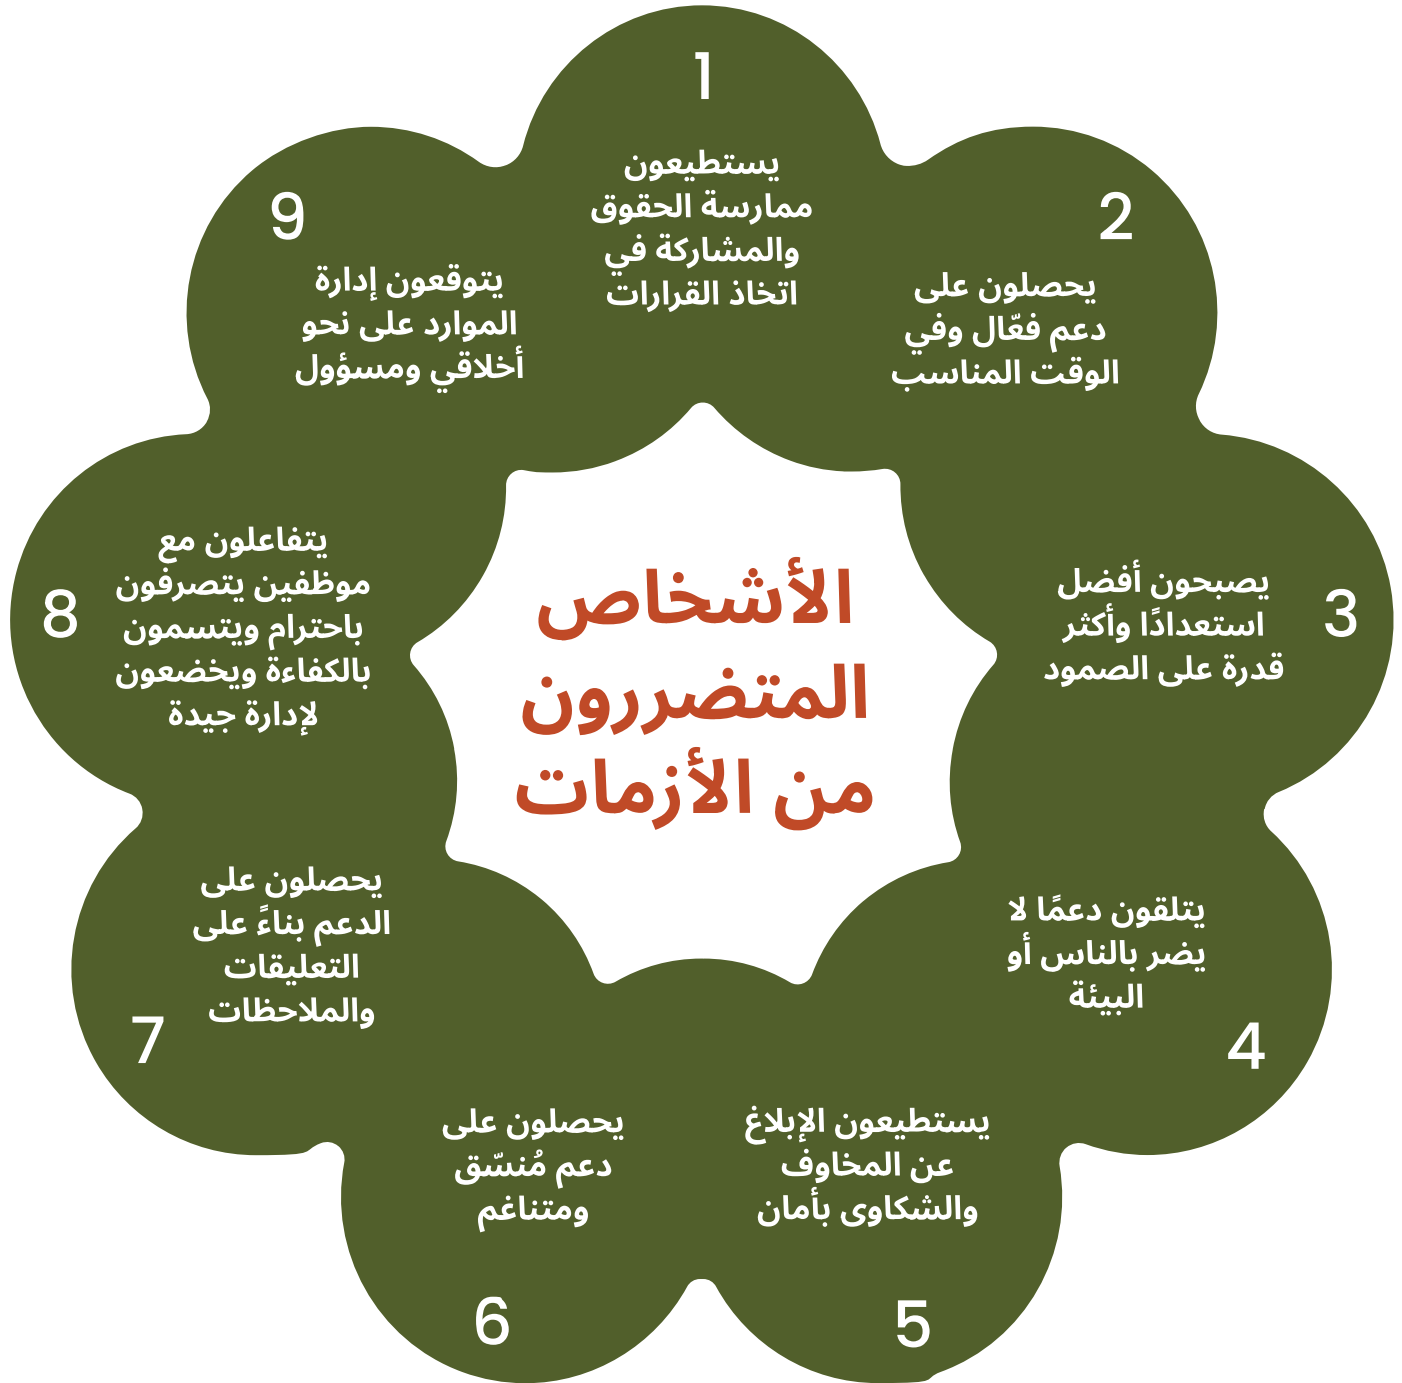 1
يستطيعون
ممارسة الحقوق
والمشاركة في
اتخاذ القرارات
2
يحصلون على
دعم فعّال وفي
الوقت المناسب
3
يصبحون أفضل
استعدادًا وأكثر
قدرة على الصمود
يتلقون دعمًا لا
يضر بالناس أو
البيئة
4
يستطيعون الإبلاغ
عن المخاوف
والشكاوى بأمان
5
يحصلون على
دعم مُنسّق
ومتناغم
6
يحصلون على
الدعم بناءً على
التعليقات
والملاحظات
7
يتفاعلون مع
موظفين يتصرفون
باحترام ويتسمون
بالكفاءة ويخضعون
لإدارة جيدة
8
9
يتوقعون إدارة
الموارد على نحو
أخلاقي ومسؤول
الأشخاص
المتضررون
من الأزمات